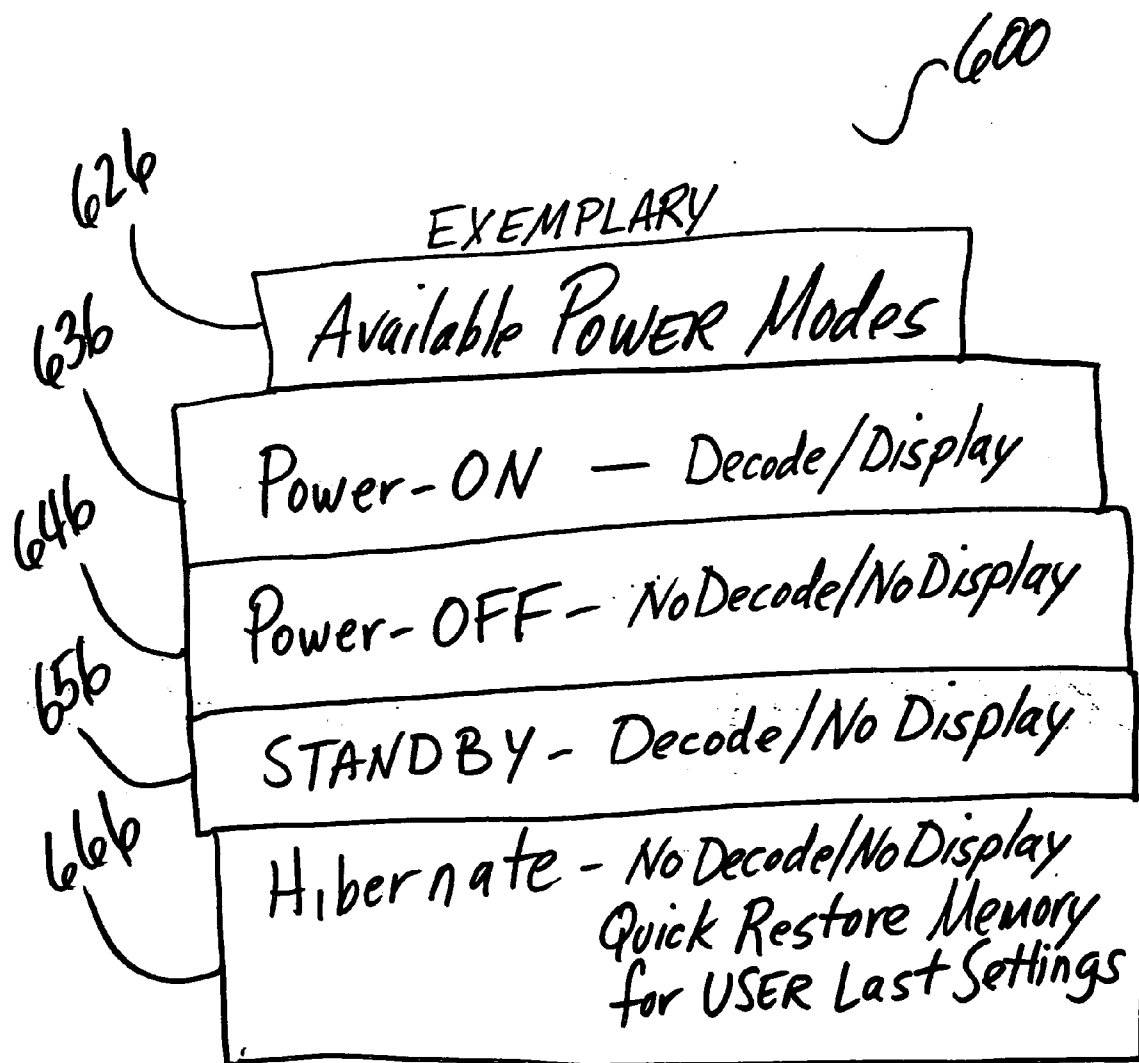 600
626
EXEMPLARY
Available POWER Modes
636
Power-ON — Decode/Display
646
Power-OFF - No Decode/No Display
656
STANDBY - Decode/No Display
666
Hibernate - No Decode/No Display
Quick Restore Memory
for USER Last Settings